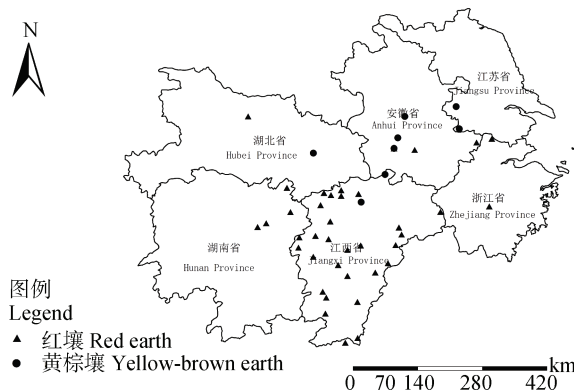 N
江苏省
Jiangsu Province
安徽省
Anhui Province
湖北省
Hubei Province
浙江省
Zhejiang Province
湖南省
Hunan Province
江西省
Jiangxi Province
图例
Legend
红壤 Red earth
黄棕壤 Yellow-brown earth
km
0 70 140 280 420